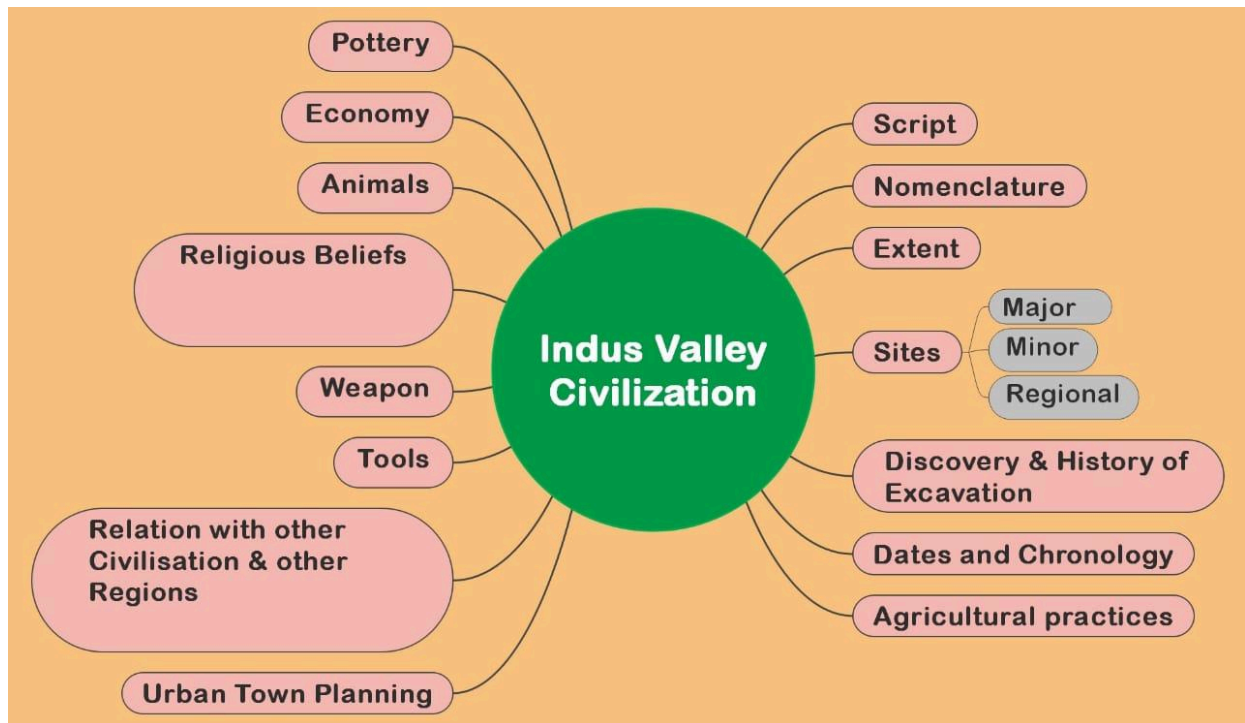 Pottery
Economy
Animals
Religious Beliefs
Weapon
Tools
Relation with other
Civilisation & other
Regions
Urban Town Planning
Indus Valley
Civilization
Script
Nomenclature
Extent
Sites
Major
Minor
Regional
Discovery & History of
Excavation
Dates and Chronology
Agricultural practices